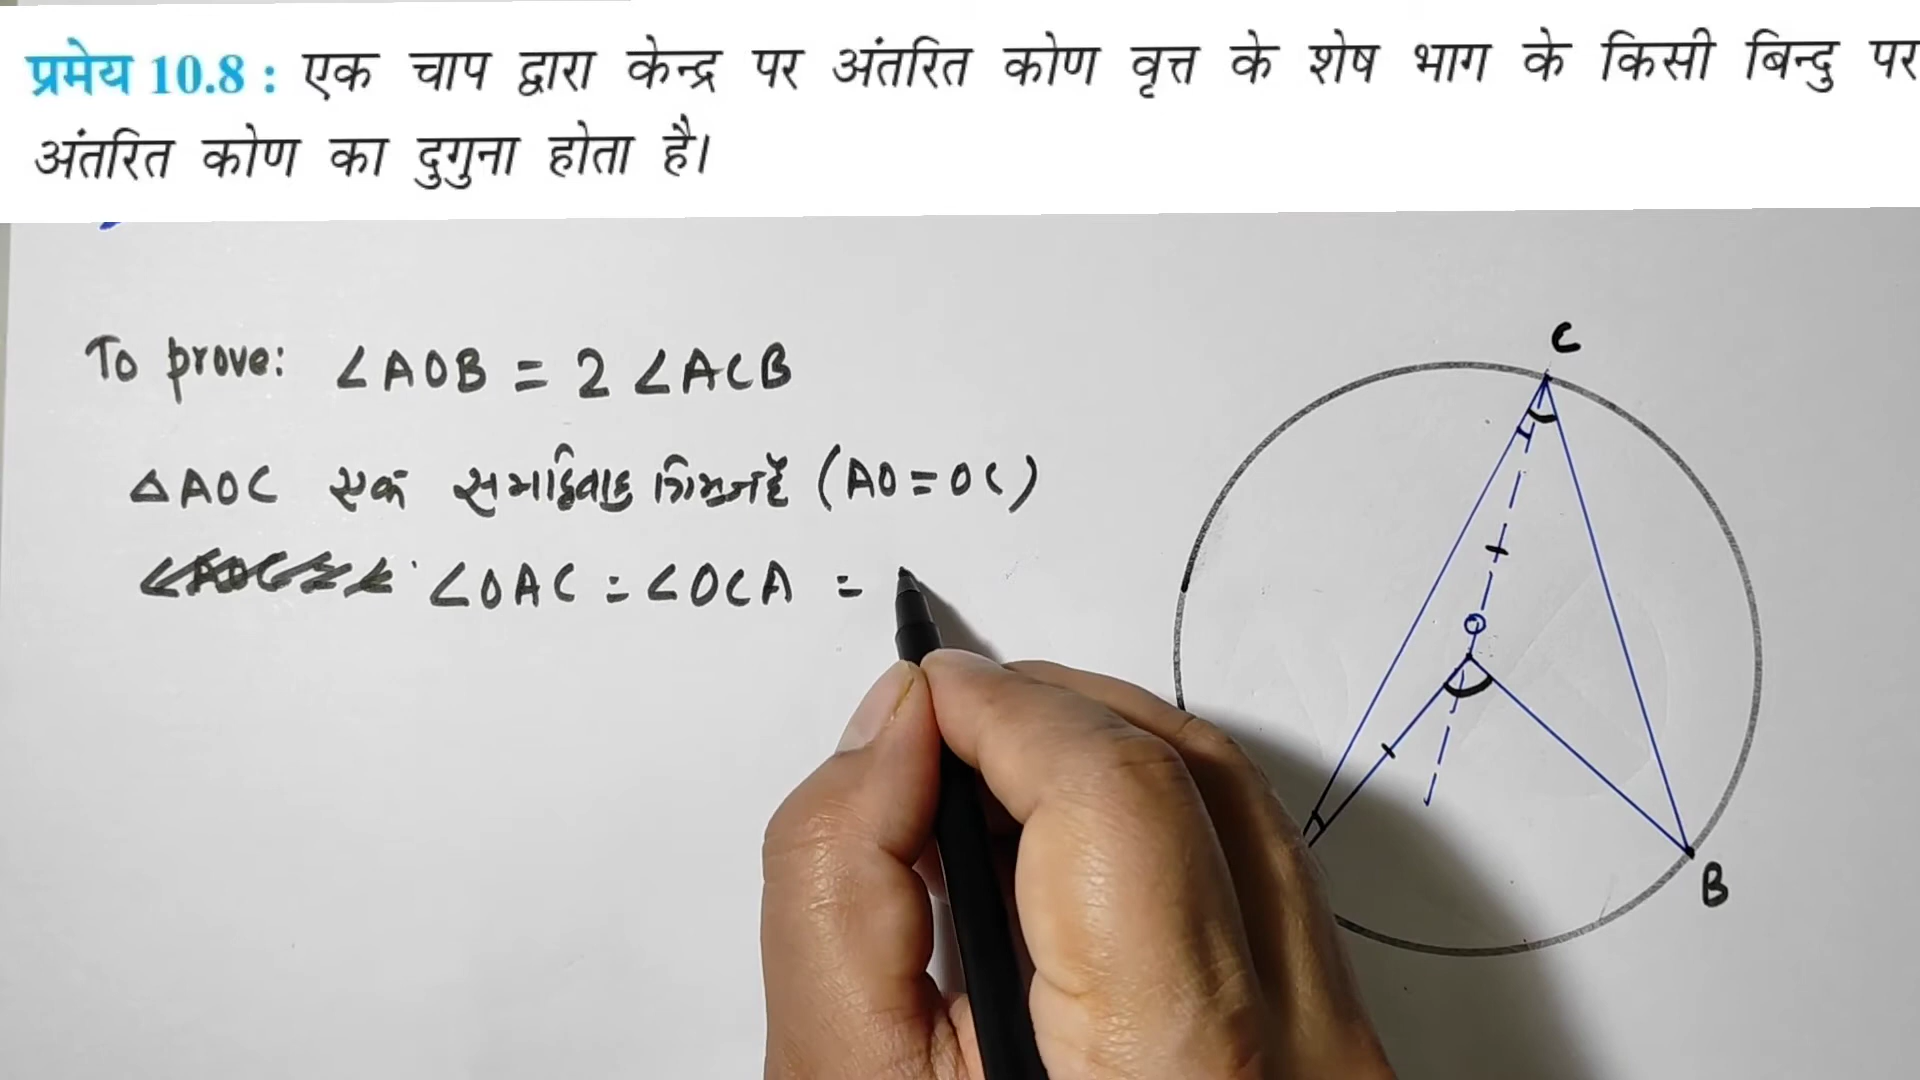 प्रमेय 10.8 : एक चाप द्वारा केन्द्र पर अंतरित कोण वृत्त के शेष भाग के किसी बिन्दु पर
अंतरित कोण का दुगुना होता है।
To prove: ∠AOB = 2 ∠ACB
△AOC एक समद्विबाहु त्रिभुज है (AO = OC)
∠OAC = ∠OCA =
C
O
B